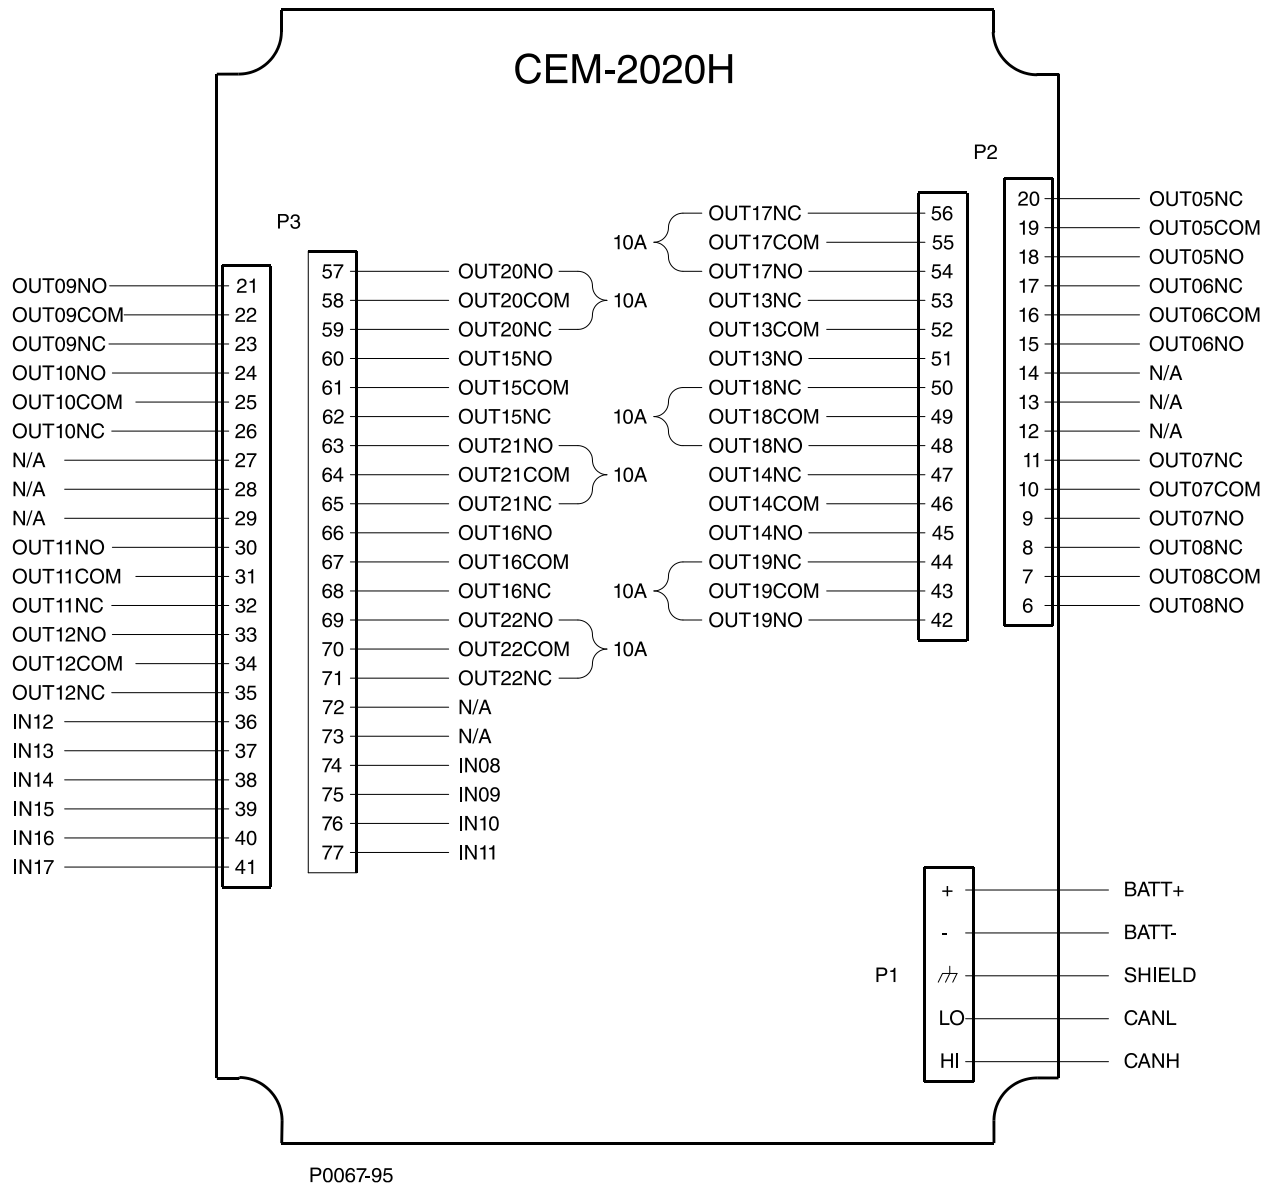 CEM-2020H
P3
OUT09NO 21
OUT09COM 22
OUT09NC 23
OUT10NO 24
OUT10COM 25
OUT10NC 26
N/A 27
N/A 28
N/A 29
OUT11NO 30
OUT11COM 31
OUT11NC 32
OUT12NO 33
OUT12COM 34
OUT12NC 35
IN12 36
IN13 37
IN14 38
IN15 39
IN16 40
IN17 41
57 OUT20NO
58 OUT20COM 10A
59 OUT20NC
60 OUT15NO
61 OUT15COM
62 OUT15NC
63 OUT21NO
64 OUT21COM 10A
65 OUT21NC
66 OUT16NO
67 OUT16COM
68 OUT16NC
69 OUT22NO
70 OUT22COM 10A
71 OUT22NC
72 N/A
73 N/A
74 IN08
75 IN09
76 IN10
77 IN11
P2
OUT17NC 56
10A OUT17COM 55
OUT17NO 54
OUT13NC 53
OUT13COM 52
OUT13NO 51
OUT18NC 50
10A OUT18COM 49
OUT18NO 48
OUT14NC 47
OUT14COM 46
OUT14NO 45
OUT19NC 44
10A OUT19COM 43
OUT19NO 42
20 OUT05NC
19 OUT05COM
18 OUT05NO
17 OUT06NC
16 OUT06COM
15 OUT06NO
14 N/A
13 N/A
12 N/A
11 OUT07NC
10 OUT07COM
9 OUT07NO
8 OUT08NC
7 OUT08COM
6 OUT08NO
P1
+ BATT+
- BATT-
SHIELD
LO CANL
HI CANH
P0067-95